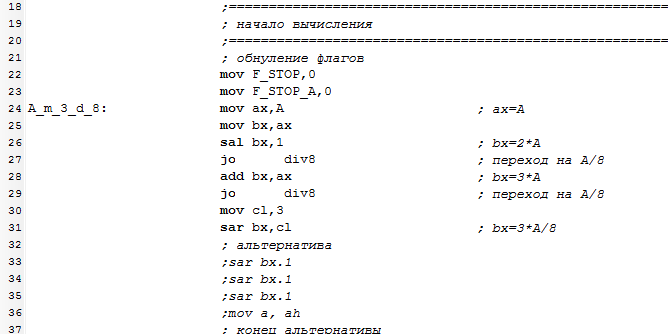 18 ;=======================================================
19 ; начало вычисления
20 ;=======================================================
21 ; обнуление флагов
22 mov F_STOP,0
23 mov F_STOP_A,0
24 A_m_3_d_8: mov ax,A ; ax=A
25 mov bx,ax
26 sal bx,1 ; bx=2*A
27 jo div8 ; переход на A/8
28 add bx,ax ; bx=3*A
29 jo div8 ; переход на A/8
30 mov cl,3
31 sar bx,cl ; bx=3*A/8
32 ; альтернатива
33 ;sar bx.1
34 ;sar bx.1
35 ;sar bx.1
36 ;mov a, ah
37 ; конец альтернативы